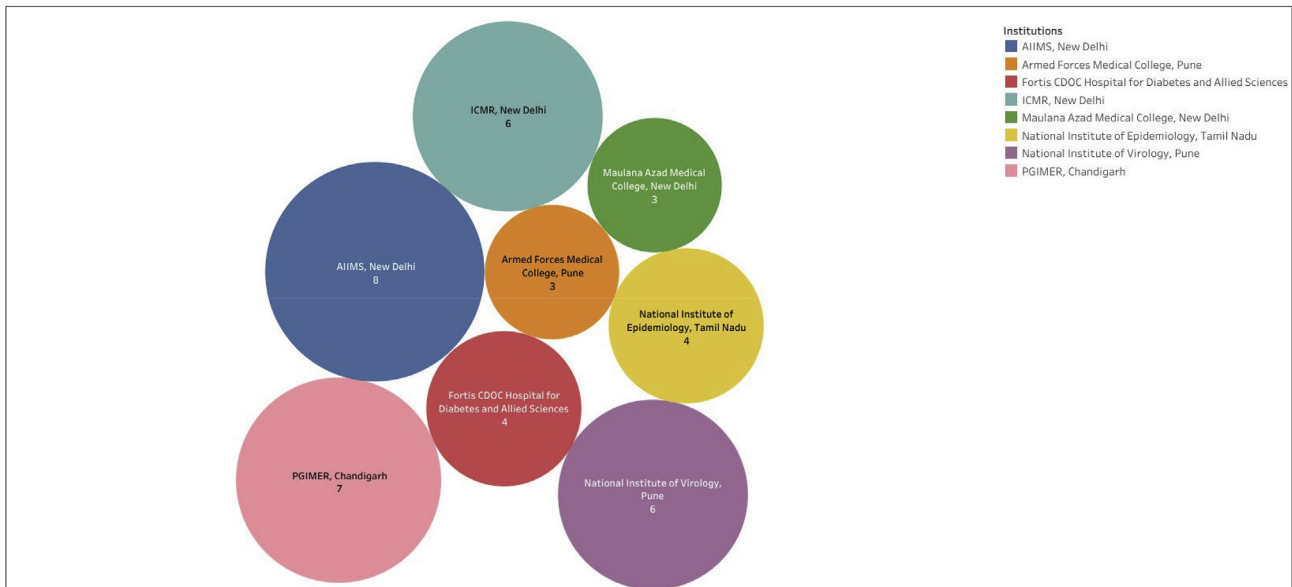 ICMR, New Delhi
6
Maulana Azad Medical
College, New Delhi
3
AIIMS, New Delhi
8
Armed Forces Medical
College, Pune
3
National Institute of
Epidemiology, Tamil Nadu
4
Fortis CDOC Hospital for
Diabetes and Allied Sciences
4
PGIMER, Chandigarh
7
National Institute of Virology,
Pune
6
Institutions
AIIMS, New Delhi
Armed Forces Medical College, Pune
Fortis CDOC Hospital for Diabetes and Allied Sciences
ICMR, New Delhi
Maulana Azad Medical College, New Delhi
National Institute of Epidemiology, Tamil Nadu
National Institute of Virology, Pune
PGIMER, Chandigarh